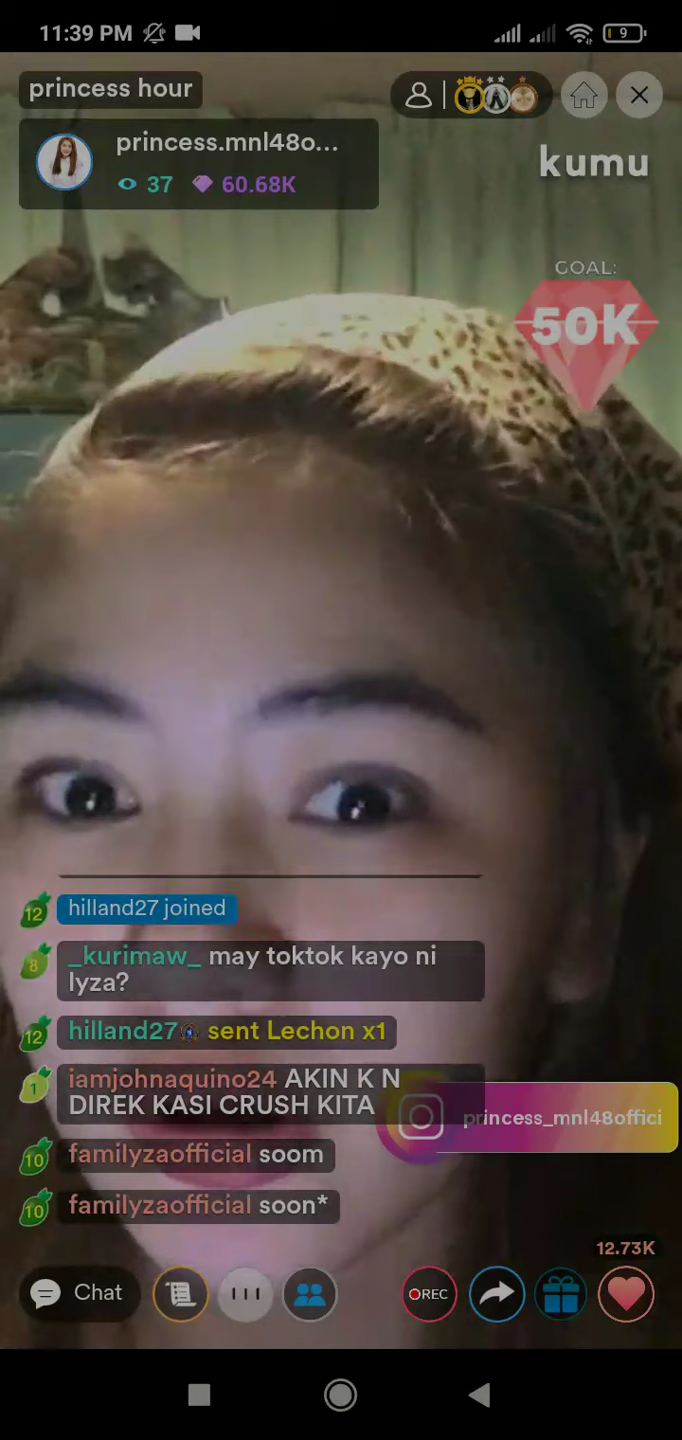 11:39 PM
9
princess hour
princess.mnl48o...
37
60.68K
kumu
GOAL:
50K
12
hilland27 joined
8
_kurimaw_ may toktok kayo ni
lyza?
12
hilland27 sent Lechon x1
1
iamjohnaquino24 AKIN K N
DIREK KASI CRUSH KITA
princess_mnl48offici
10
familyzaofficial soom
10
familyzaofficial soon*
12.73K
Chat
REC